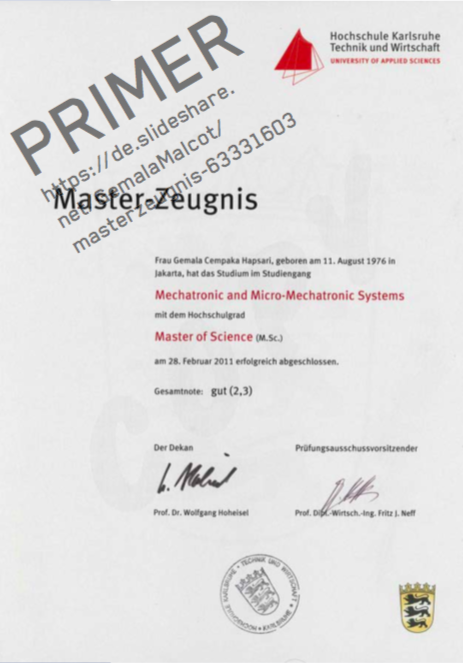 Hochschule Karlsruhe
Technik und Wirtschaft
UNIVERSITY OF APPLIED SCIENCES
PRIMER
https://de.slideshare.
net/GemalaMalcot/
masterzeugnis-63331603
Master-Zeugnis
Frau Gemala Cempaka Hapsari, geboren am 11. August 1976 in
Jakarta, hat das Studium im Studiengang
Mechatronic and Micro-Mechatronic Systems
mit dem Hochschulgrad
Master of Science (M.Sc.)
am 28. Februar 2011 erfolgreich abgeschlossen.
Gesamtnote: gut (2,3)
Der Dekan
Prüfungsausschussvorsitzender
Prof. Dr. Wolfgang Hoheisel
Prof. Dipl.-Wirtsch.-Ing. Fritz J. Neff
HOCHSCHULE KARLSRUHE • TECHNIK UND WIRTSCHAFT